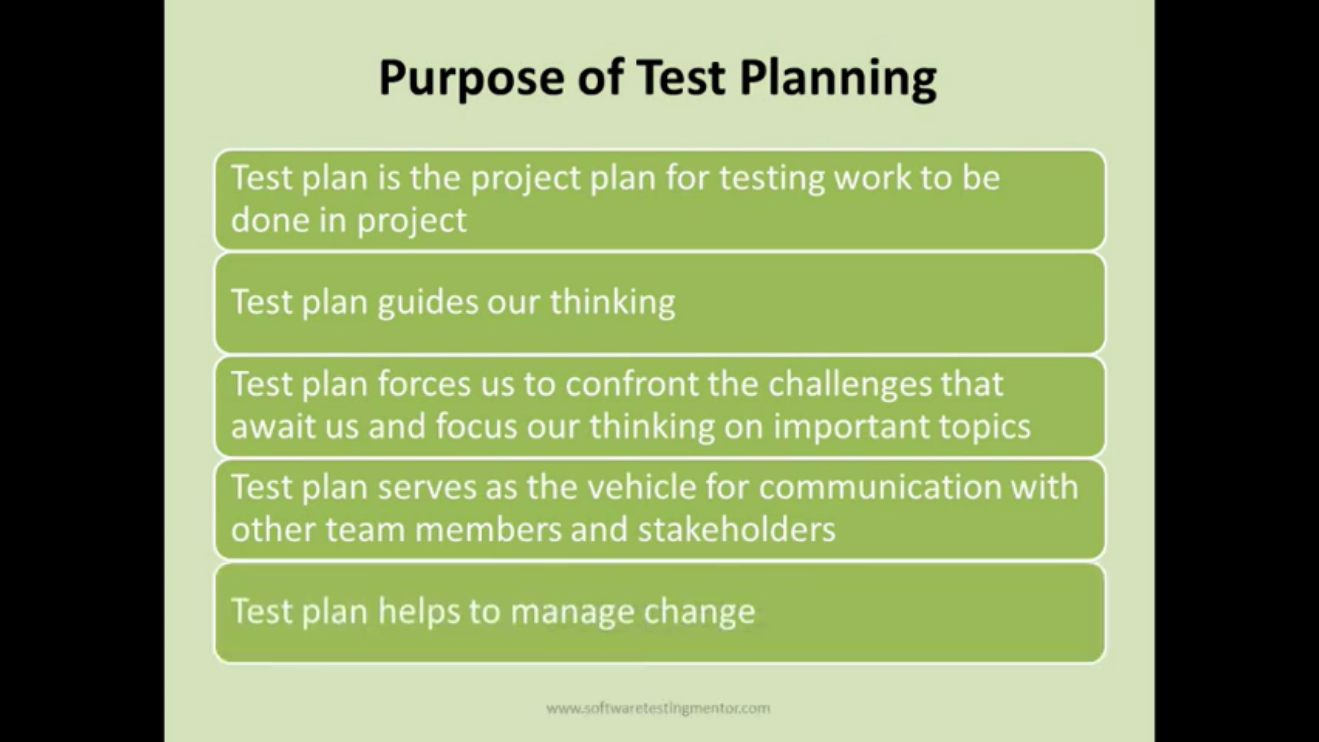 Purpose of Test Planning
Test plan is the project plan for testing work to be
done in project
Test plan guides our thinking
Test plan forces us to confront the challenges that
await us and focus our thinking on important topics
Test plan serves as the vehicle for communication with
other team members and stakeholders
Test plan helps to manage change
www.softwaretestingmentor.com